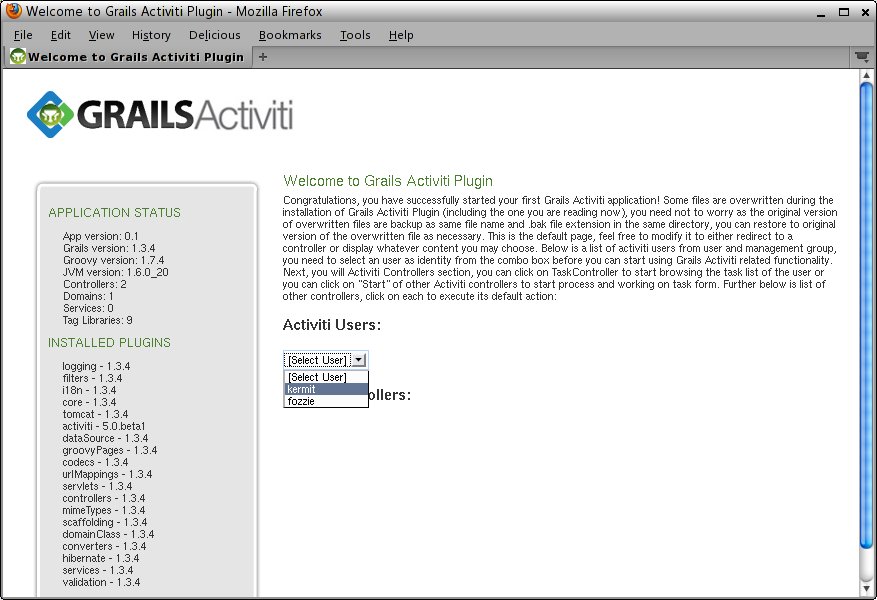 Welcome to Grails Activiti Plugin - Mozilla Firefox
File Edit View History Delicious Bookmarks Tools Help
Welcome to Grails Activiti Plugin
GRAILSActiviti
APPLICATION STATUS
App version: 0.1
Grails version: 1.3.4
Groovy version: 1.7.4
JVM version: 1.6.0_20
Controllers: 2
Domains: 1
Services: 0
Tag Libraries: 9
INSTALLED PLUGINS
logging - 1.3.4
filters - 1.3.4
i18n - 1.3.4
core - 1.3.4
tomcat - 1.3.4
activiti - 5.0.beta1
dataSource - 1.3.4
groovyPages - 1.3.4
codecs - 1.3.4
urlMappings - 1.3.4
servlets - 1.3.4
controllers - 1.3.4
mimeTypes - 1.3.4
scaffolding - 1.3.4
domainClass - 1.3.4
converters - 1.3.4
hibernate - 1.3.4
services - 1.3.4
validation - 1.3.4
Welcome to Grails Activiti Plugin
Congratulations, you have successfully started your first Grails Activiti application! Some files are overwritten during the
installation of Grails Activiti Plugin (including the one you are reading now), you need not to worry as the original version
of overwritten files are backup as same file name and .bak file extension in the same directory, you can restore to original
version of the overwritten file as necessary. This is the default page, feel free to modify it to either redirect to a
controller or display whatever content you may choose. Below is a list of activiti users from user and management group,
you need to select an user as identity from the combo box before you can start using Grails Activiti related functionality.
Next, you will Activiti Controllers section, you can click on TaskController to start browsing the task list of the user or
you can click on "Start" of other Activiti controllers to start process and working on task form. Further below is list of
other controllers, click on each to execute its default action:
Activiti Users:
[Select User]
[Select User]
kermit
fozzie
ollers: